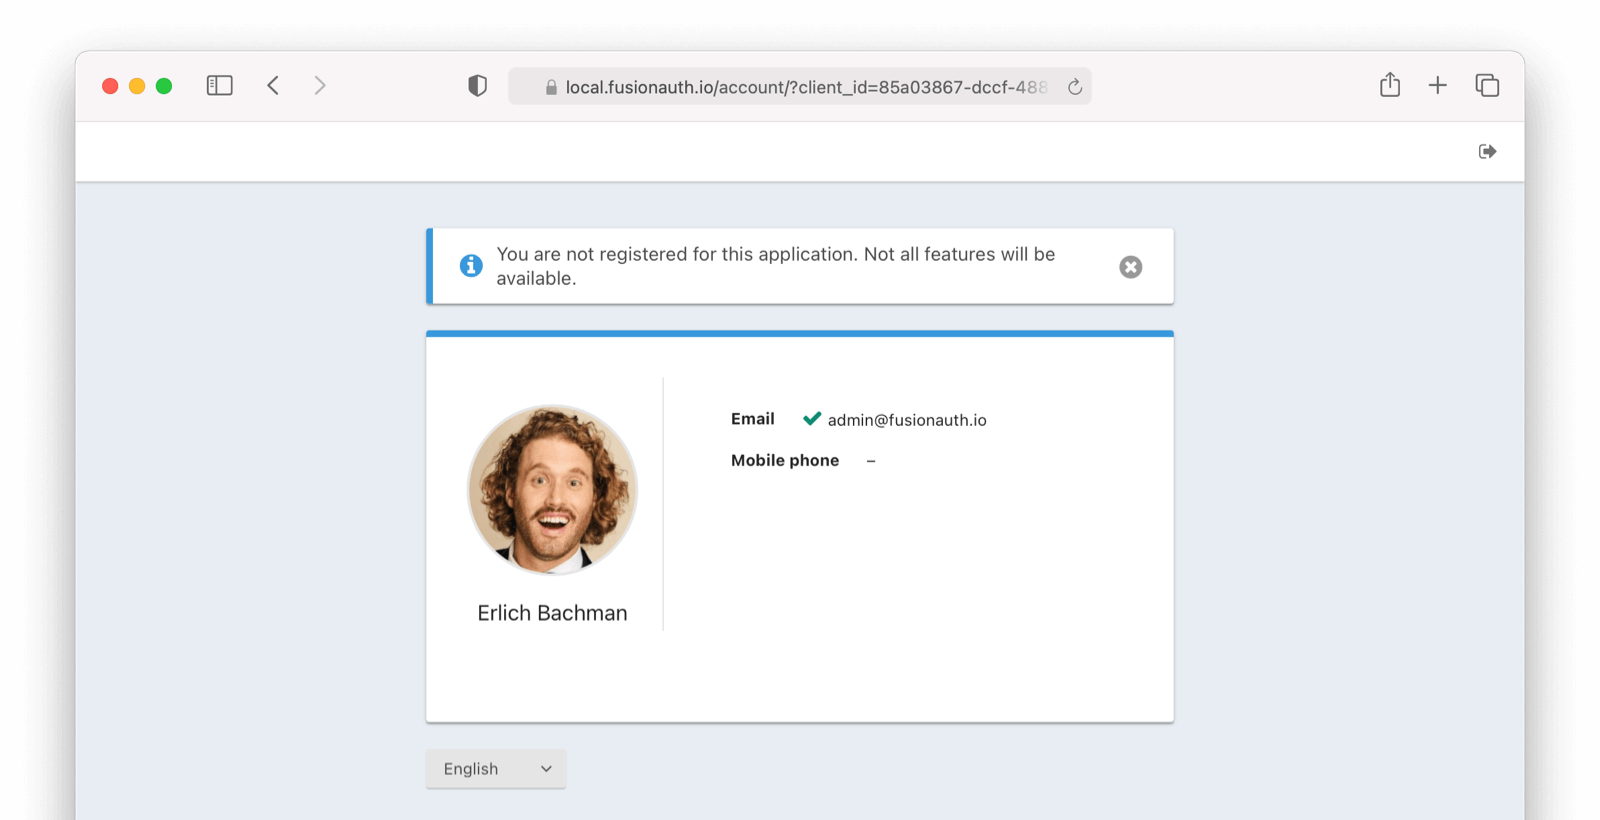 local.fusionauth.io/account/?client_id=85a03867-dccf-488
You are not registered for this application. Not all features will be
available.
Email admin@fusionauth.io
Mobile phone –
Erlich Bachman
English